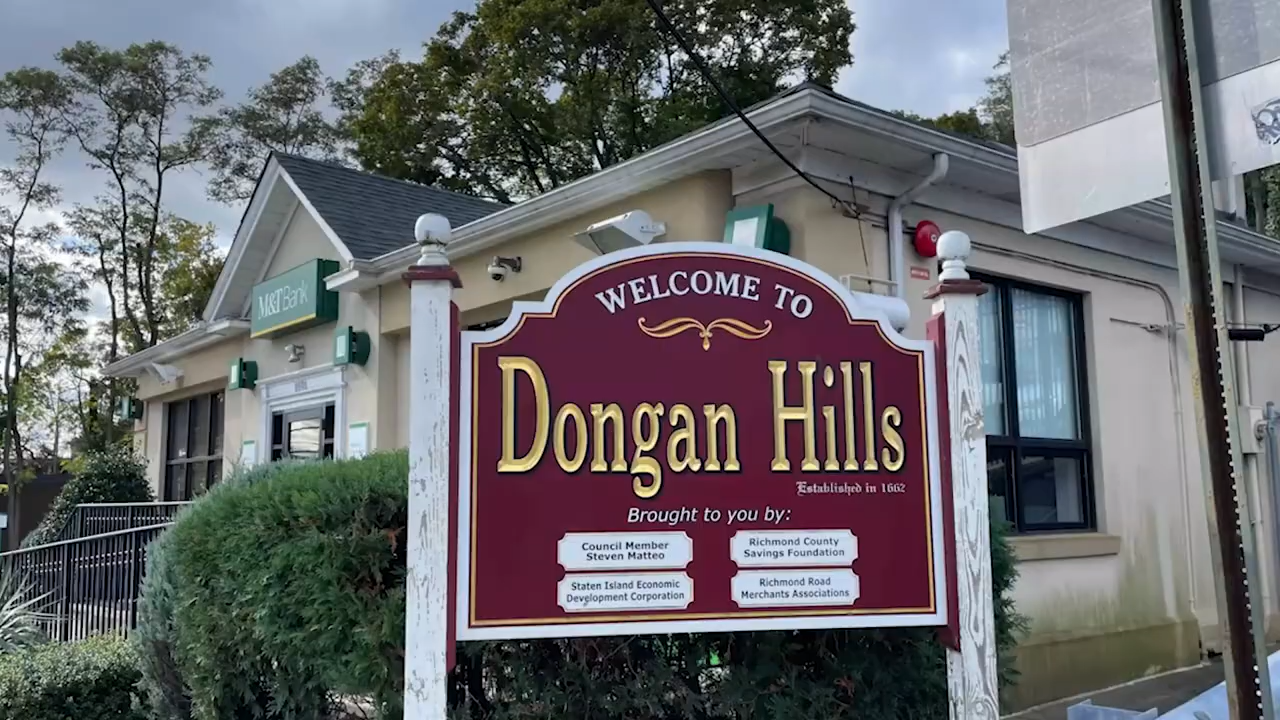 M&T Bank
WELCOME TO
Dongan Hills
Established in 1662
Brought to you by:
Council Member
Steven Matteo
Richmond County
Savings Foundation
Staten Island Economic
Development Corporation
Richmond Road
Merchants Associations